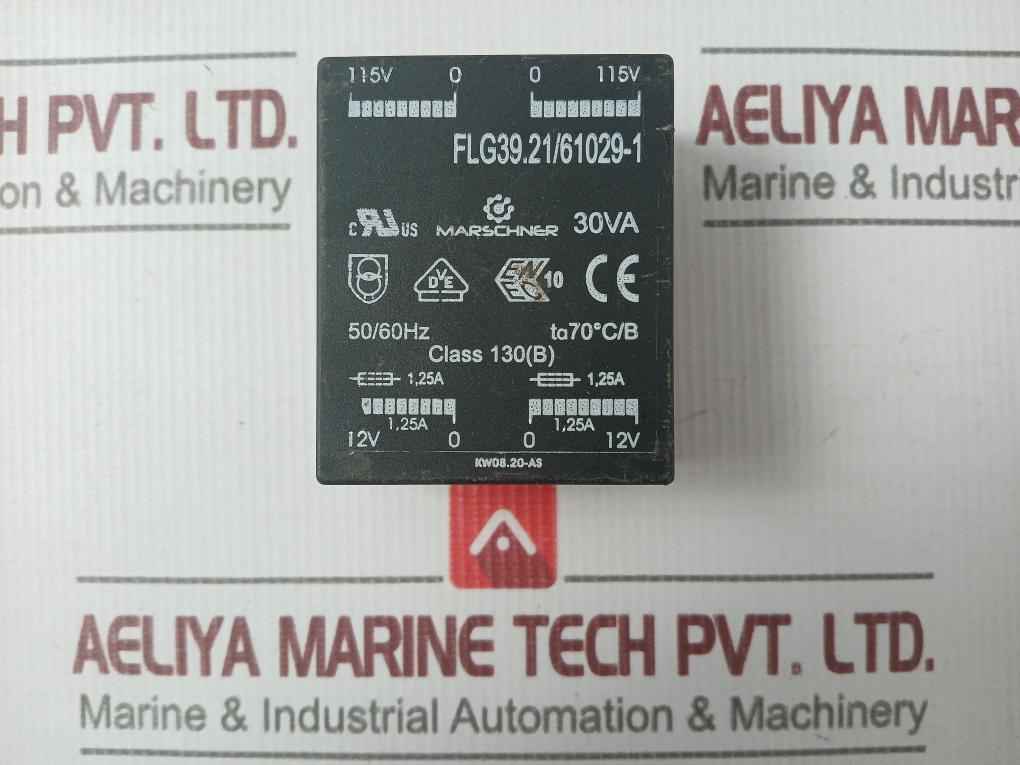 115V 0 0 115V
FLG39.21/61029-1
C RU US MARSCHNER 30VA
DVE 10 CE
50/60Hz ta70°C/B
Class 130(B)
1,25A 1,25A
1,25A 1,25A
12V 0 0 12V
KW08.20-AS
H PVT. LTD.
on & Machinery
AELIYA MAR
Marine & Industr
AELIYA MARINE TECH PVT. LTD.
Marine & Industrial Automation & Machinery